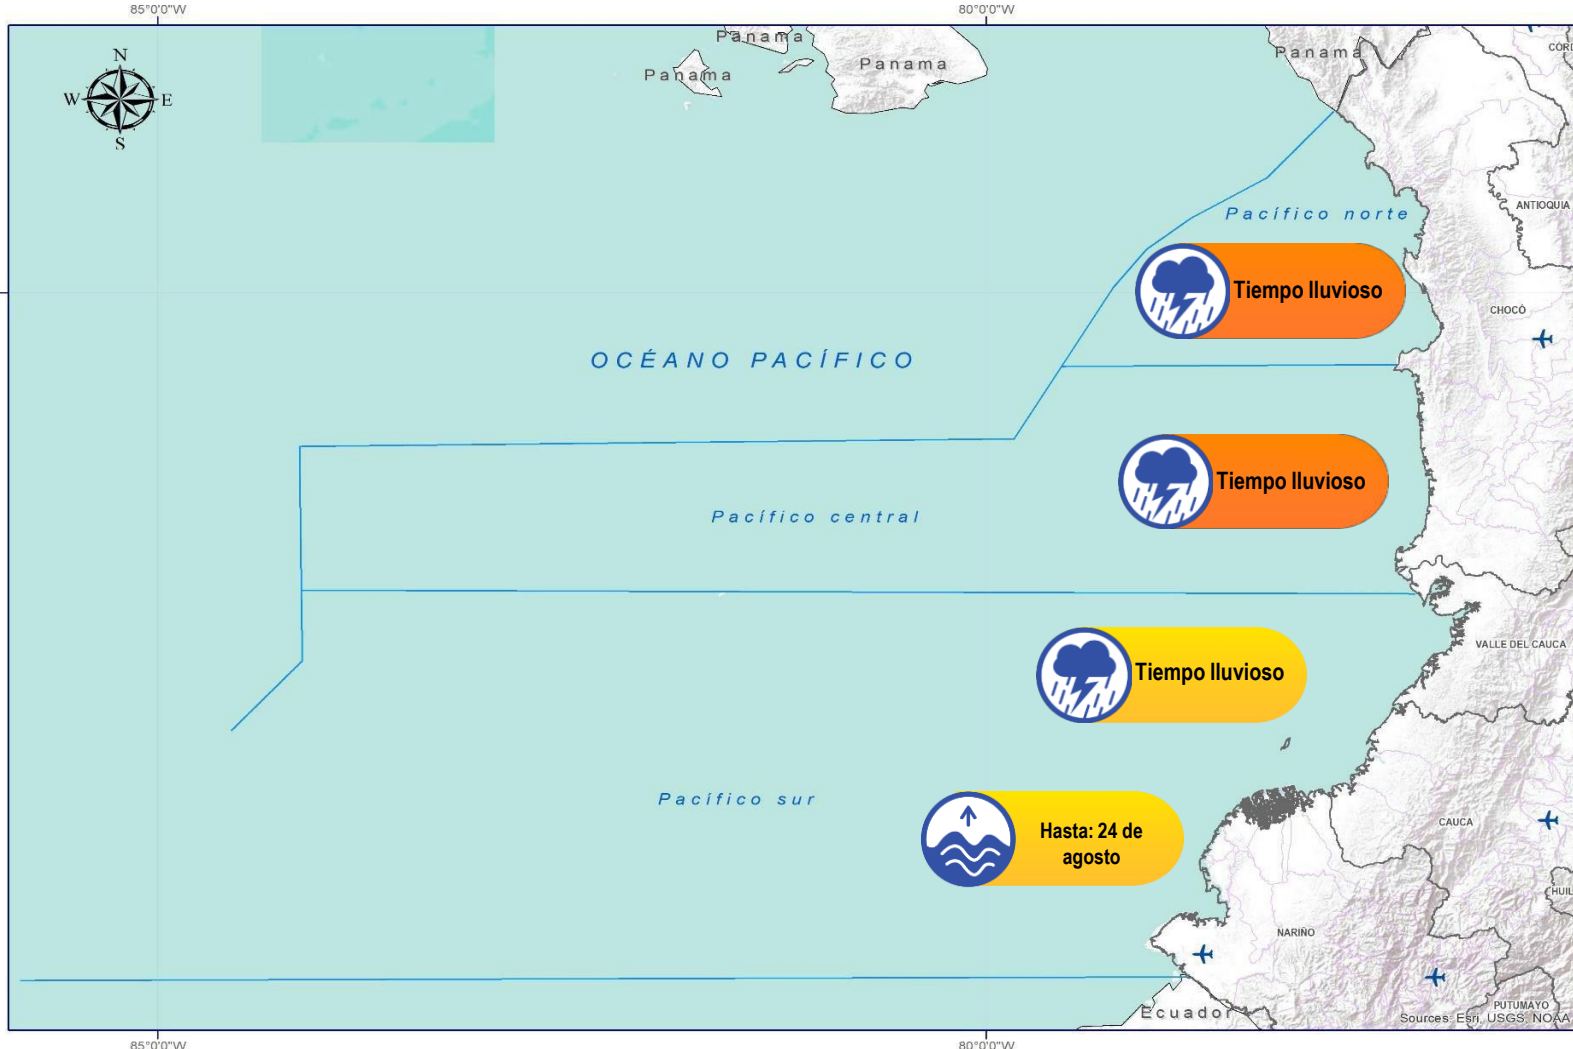 85°0'0"W
80°0'0"W
N
W
E
S
Panama
Panama
Panama
Panama
ANTIOQUIA
Pacífico norte
Tiempo lluvioso
CHOCÓ
OCÉANO PACÍFICO
Tiempo lluvioso
Pacífico central
VALLE DEL CAUCA
Tiempo lluvioso
Pacífico sur
Hasta: 24 de
agosto
CAUCA
NARIÑO
PUTUMAYO
Ecuador
Sources: Esri, USGS, NOAA
85°0'0"W
80°0'0"W